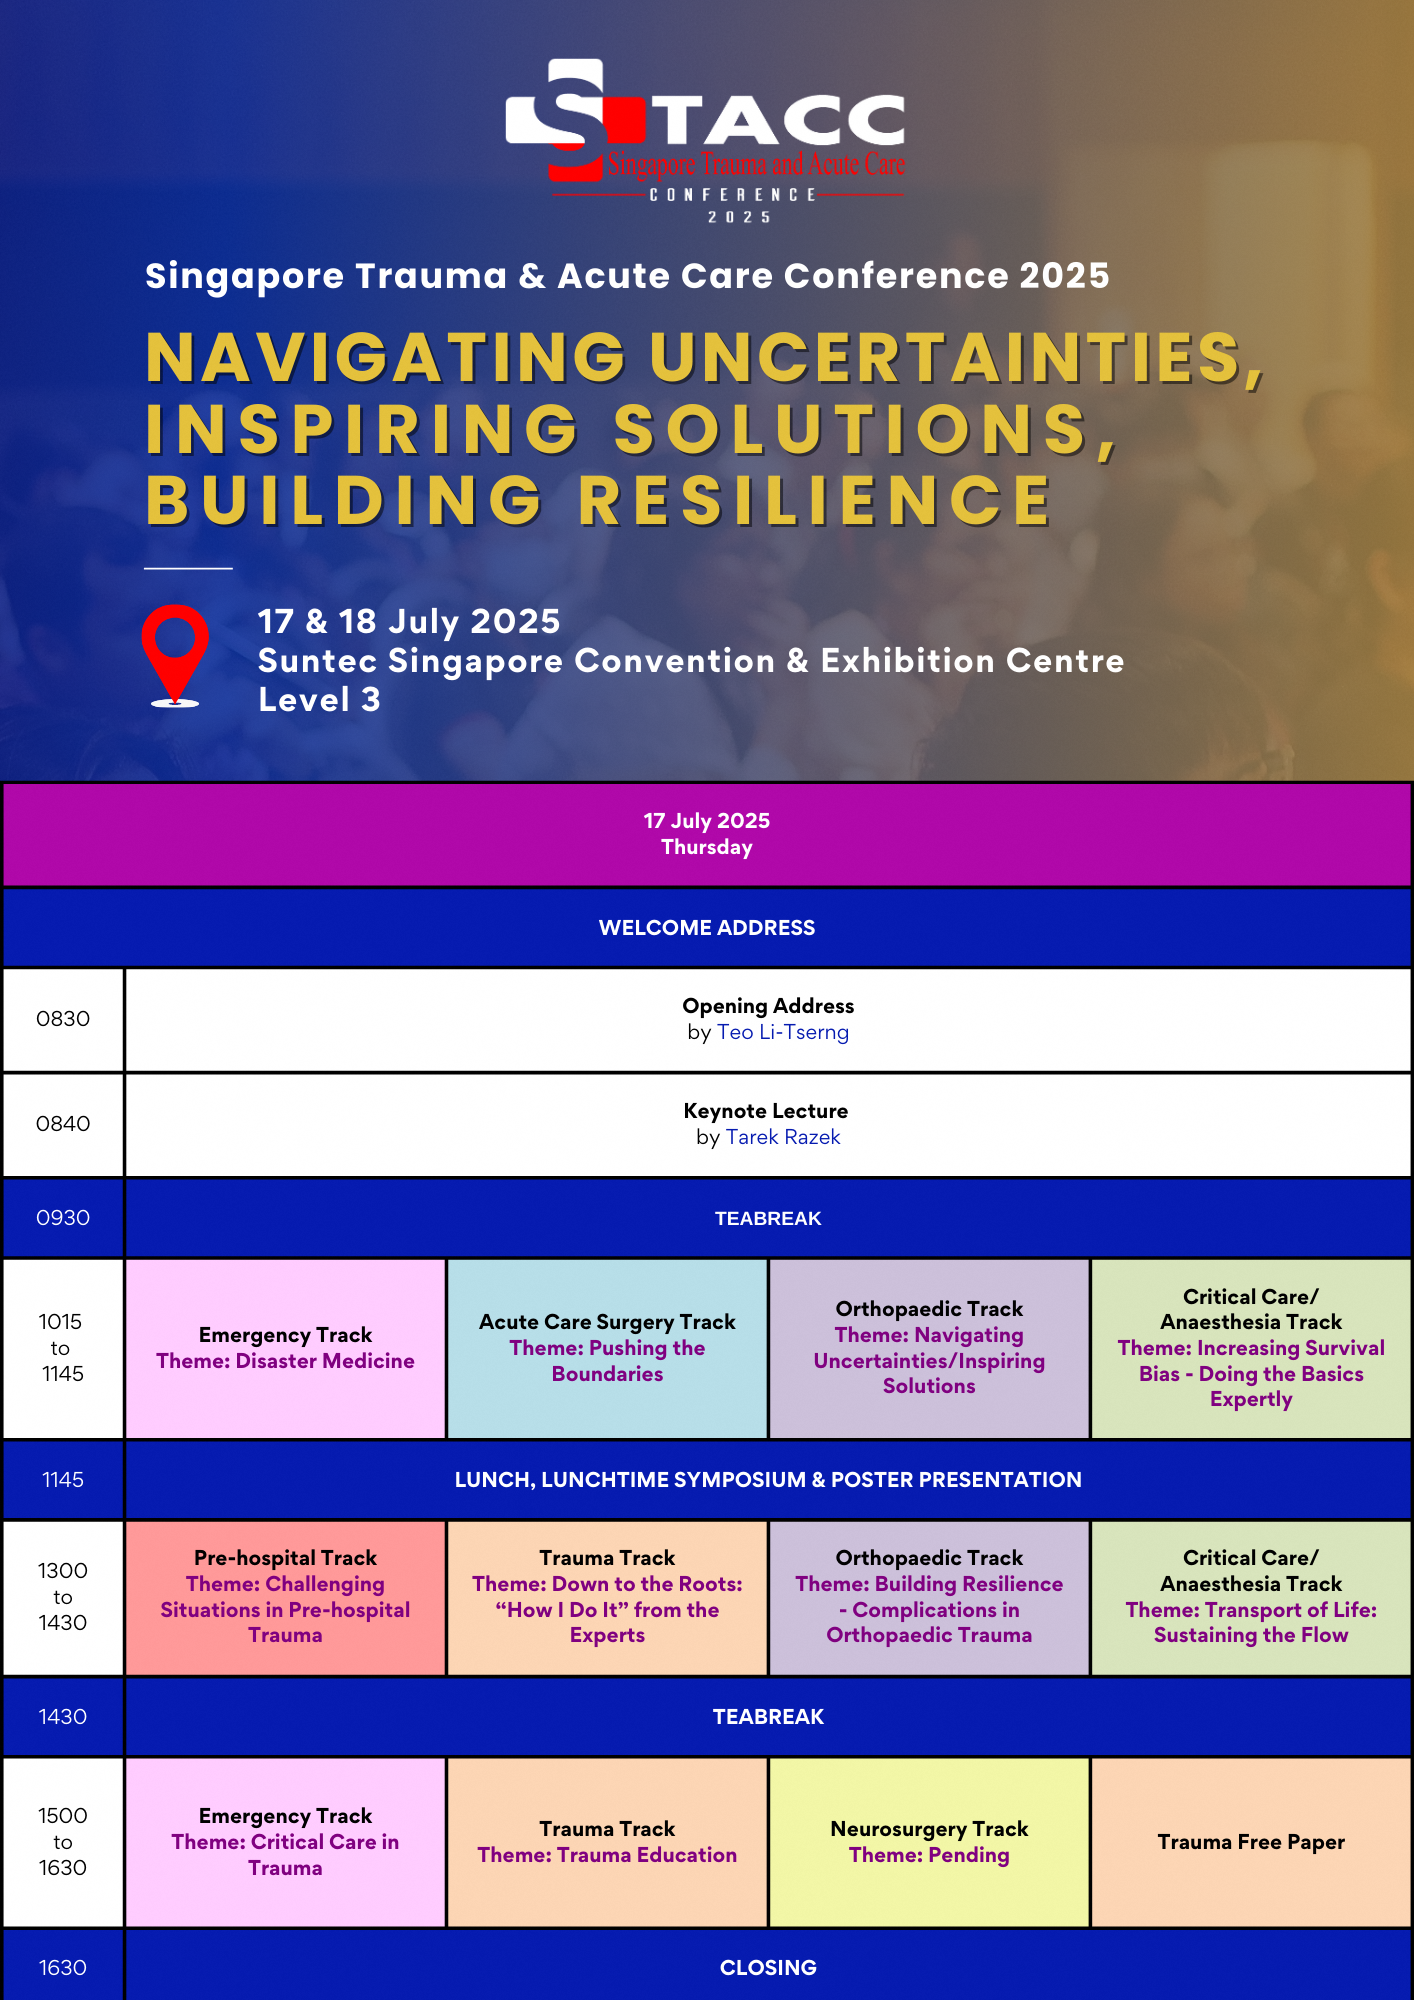 STACC
Singapore Trauma and Acute Care
CONFERENCE
2025
Singapore Trauma & Acute Care Conference 2025
NAVIGATING UNCERTAINTIES,
INSPIRING SOLUTIONS,
BUILDING RESILIENCE
17 & 18 July 2025
Suntec Singapore Convention & Exhibition Centre
Level 3
17 July 2025
Thursday
WELCOME ADDRESS
0830
Opening Address
by Teo Li-Tserng
0840
Keynote Lecture
by Tarek Razek
0930
TEABREAK
1015
to
1145
Emergency Track
Theme: Disaster Medicine
Acute Care Surgery Track
Theme: Pushing the
Boundaries
Orthopaedic Track
Theme: Navigating
Uncertainties/Inspiring
Solutions
Critical Care/
Anaesthesia Track
Theme: Increasing Survival
Bias - Doing the Basics
Expertly
1145
LUNCH, LUNCHTIME SYMPOSIUM & POSTER PRESENTATION
1300
to
1430
Pre-hospital Track
Theme: Challenging
Situations in Pre-hospital
Trauma
Trauma Track
Theme: Down to the Roots:
“How I Do It” from the
Experts
Orthopaedic Track
Theme: Building Resilience
- Complications in
Orthopaedic Trauma
Critical Care/
Anaesthesia Track
Theme: Transport of Life:
Sustaining the Flow
1430
TEABREAK
1500
to
1630
Emergency Track
Theme: Critical Care in
Trauma
Trauma Track
Theme: Trauma Education
Neurosurgery Track
Theme: Pending
Trauma Free Paper
1630
CLOSING